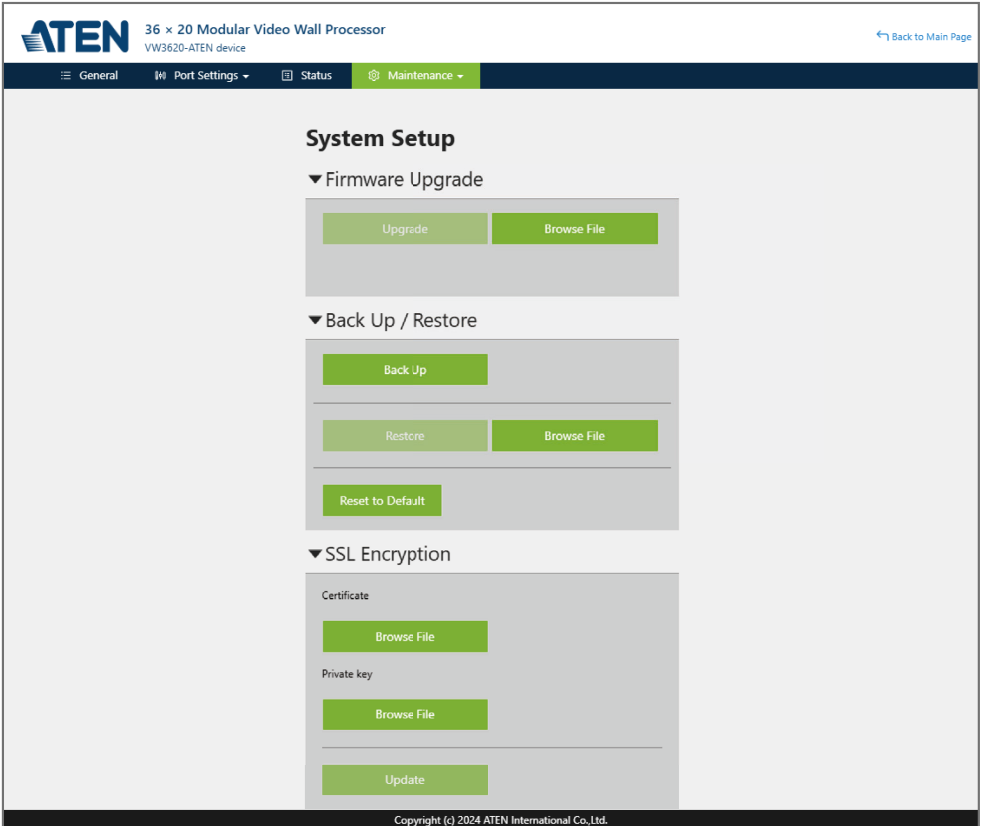 ATEN
36 × 20 Modular Video Wall Processor
VW3620-ATEN device
Back to Main Page
General Port Settings Status Maintenance
System Setup
Firmware Upgrade
Upgrade Browse File
Back Up / Restore
Back Up
Restore Browse File
Reset to Default
SSL Encryption
Certificate
Browse File
Private key
Browse File
Update
Copyright (c) 2024 ATEN International Co.,Ltd.